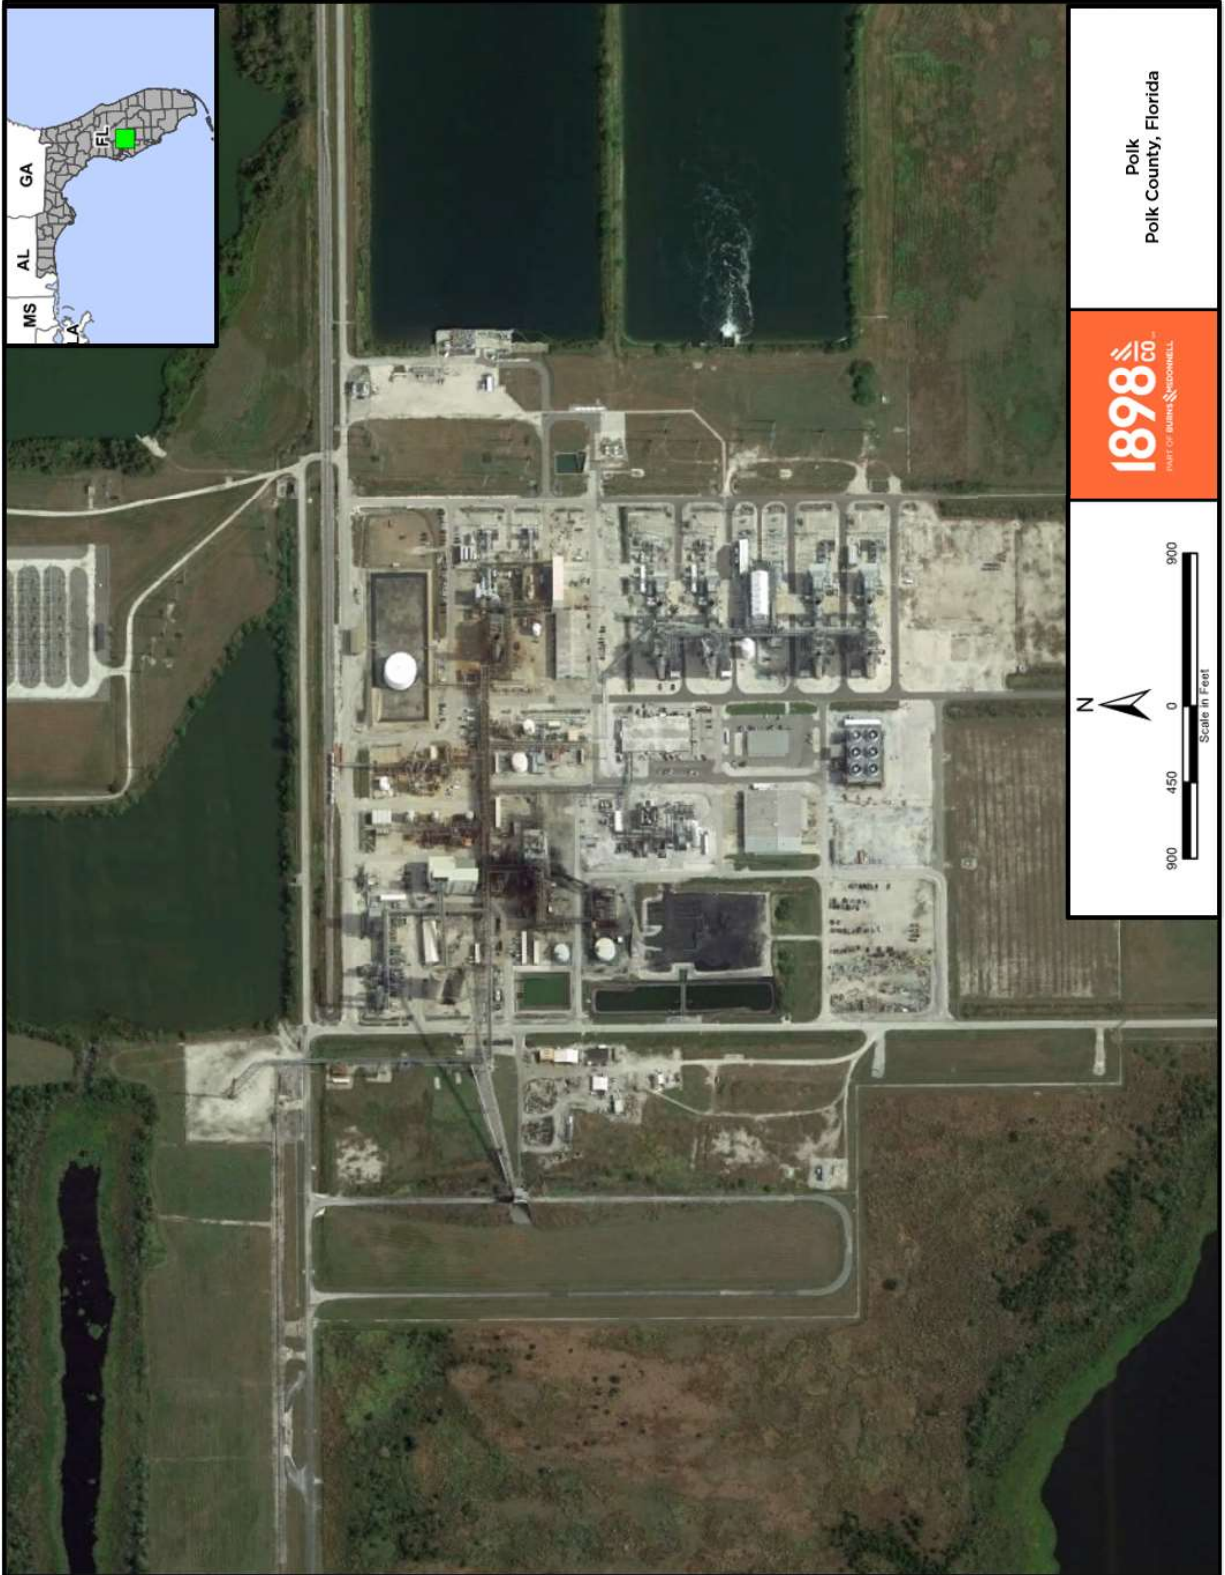 MS
AL
GA
FL
LA
N
900
450
0
900
Scale in Feet
1898 & CO.
PART OF BURNS & MCDONNELL
Polk
Polk County, Florida